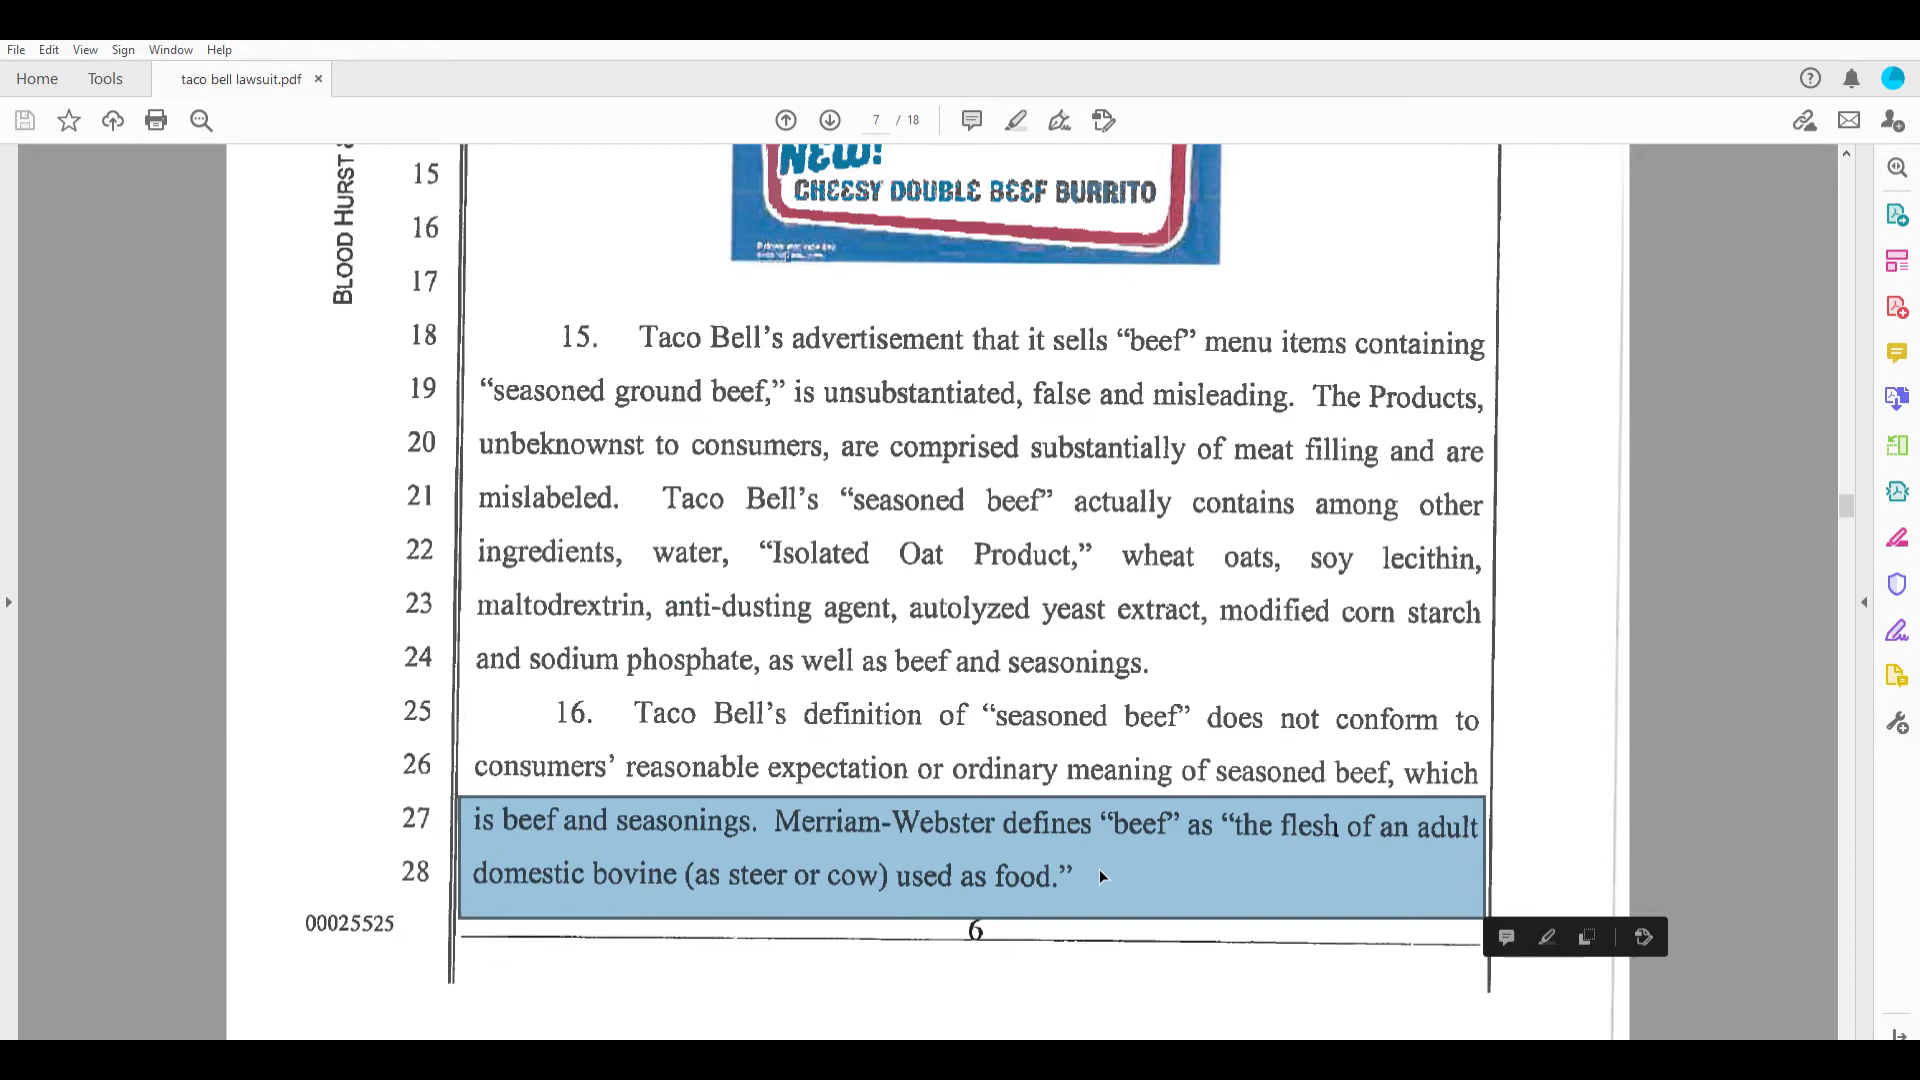 File Edit View Sign Window Help
Home Tools taco bell lawsuit.pdf ×
7 / 18
BLOOD HURST
NEW!
CHEESY DOUBLE BEEF BURRITO
15
16
17
18 15. Taco Bell’s advertisement that it sells “beef” menu items containing
19 “seasoned ground beef,” is unsubstantiated, false and misleading. The Products,
20 unbeknownst to consumers, are comprised substantially of meat filling and are
21 mislabeled. Taco Bell’s “seasoned beef” actually contains among other
22 ingredients, water, “Isolated Oat Product,” wheat oats, soy lecithin,
23 maltodrextrin, anti-dusting agent, autolyzed yeast extract, modified corn starch
24 and sodium phosphate, as well as beef and seasonings.
25 16. Taco Bell’s definition of “seasoned beef” does not conform to
26 consumers’ reasonable expectation or ordinary meaning of seasoned beef, which
27 is beef and seasonings. Merriam-Webster defines “beef” as “the flesh of an adult
28 domestic bovine (as steer or cow) used as food.”
00025525 6